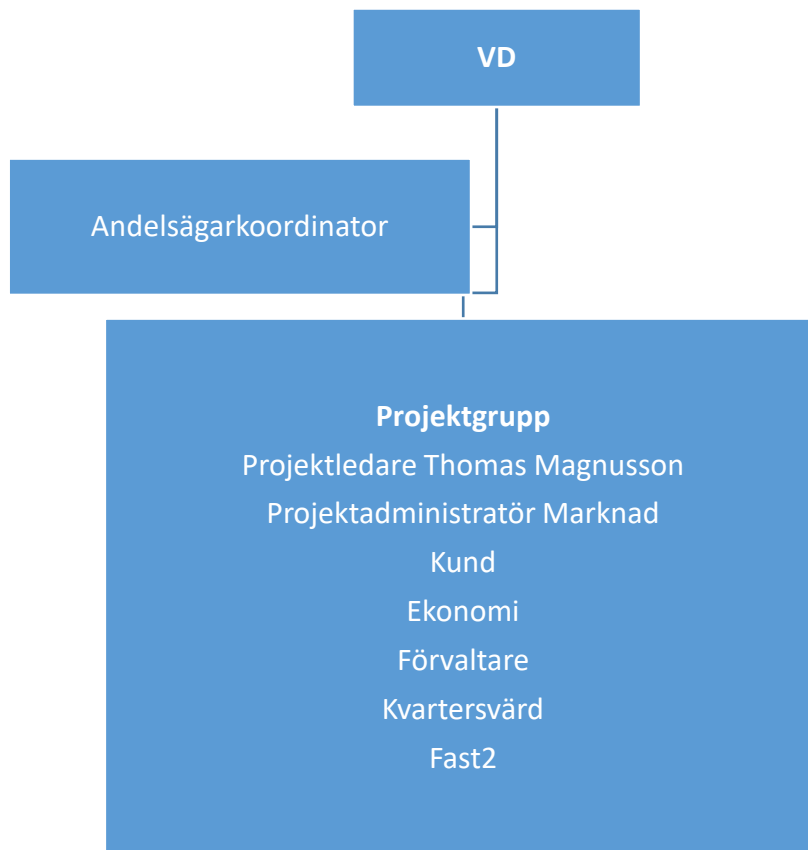 VD
Andelsägarkoordinator
Projektgrupp
Projektledare Thomas Magnusson
Projektadministratör Marknad
Kund
Ekonomi
Förvaltare
Kvartersvärd
Fast2